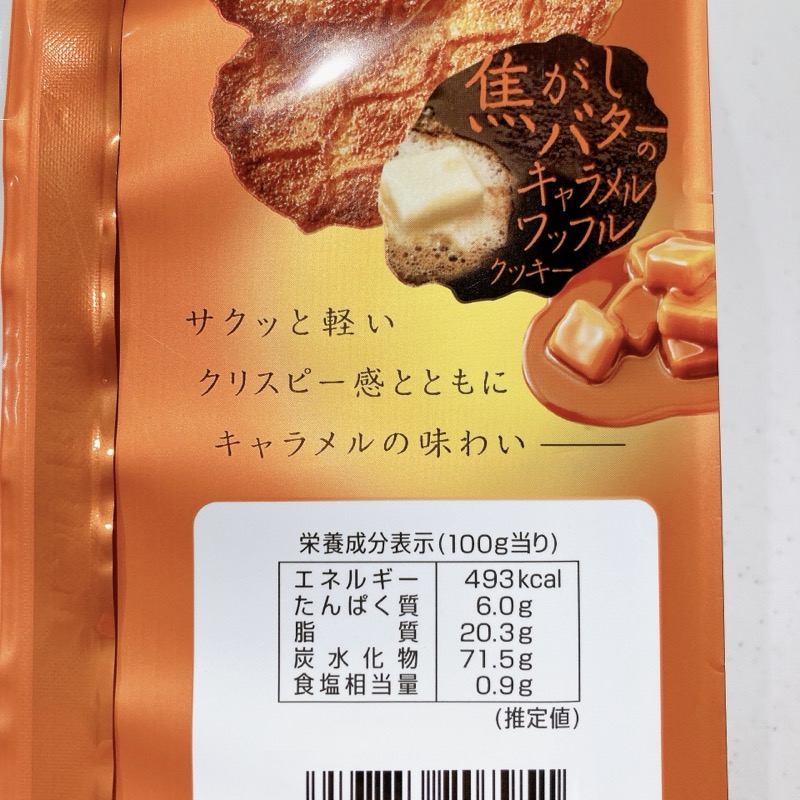 焦がし
バターの
キャラメル
ワッフル
クッキー
サクッと軽い
クリスピー感とともに
キャラメルの味わい――
栄養成分表示(100g当り)
エネルギー 493kcal
たんぱく質 6.0g
脂質 20.3g
炭水化物 71.5g
食塩相当量 0.9g
(推定値)